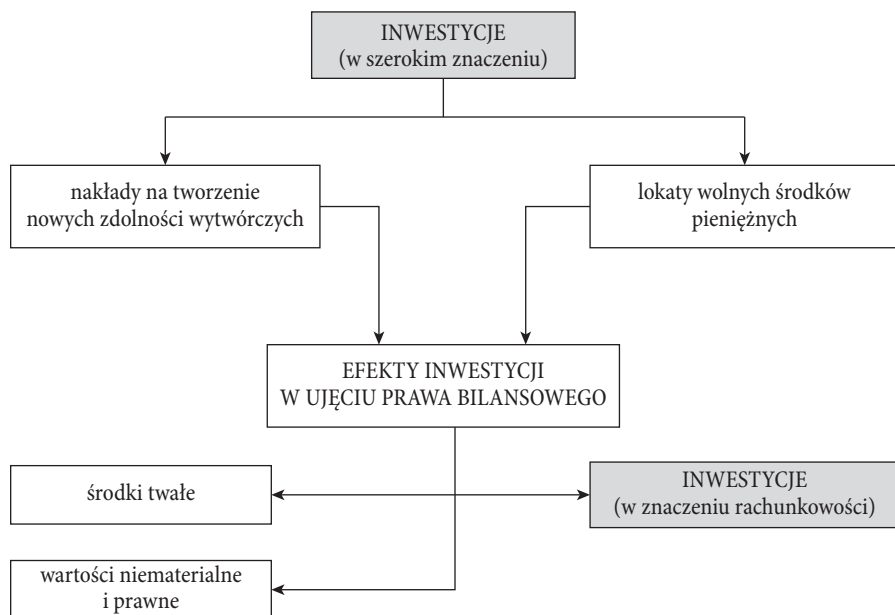 INWESTYCJE
(w szerokim znaczeniu)
nakłady na tworzenie
nowych zdolności wytwórczych
lokaty wolnych środków
pieniężnych
EFEKTY INWESTYCJI
W UJĘCIU PRAWA BILANSOWEGO
środki twałe
INWESTYCJE
(w znaczeniu rachunkowości)
wartości niematerialne
i prawne